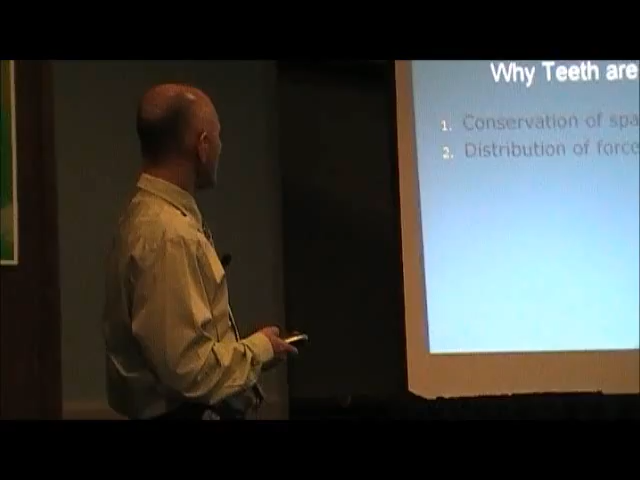 Why Teeth are
1. Conservation of spa
2. Distribution of force